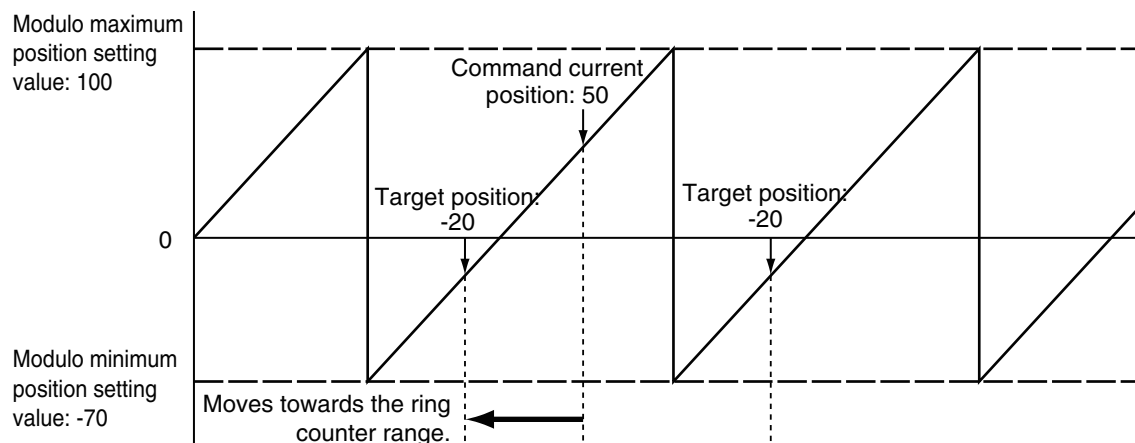 Modulo maximum
position setting
value: 100
Command current
position: 50
Target position:
-20
Target position:
-20
0
Modulo minimum
position setting
value: -70
Moves towards the ring
counter range.